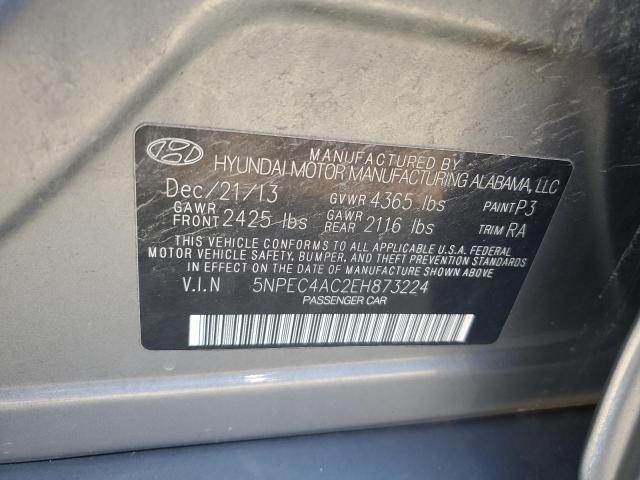 MANUFACTURED BY
HYUNDAI MOTOR MANUFACTURING ALABAMA, LLC
Dec/21/13 GVWR 4365 lbs PAINT P3
GAWR FRONT 2425 lbs GAWR REAR 2116 lbs TRIM RA
THIS VEHICLE CONFORMS TO ALL APPLICABLE U.S.A. FEDERAL
MOTOR VEHICLE SAFETY, BUMPER, AND THEFT PREVENTION STANDARDS
IN EFFECT ON THE DATE OF MANUFACTURE SHOWN ABOVE
V.I.N 5NPEC4AC2EH873224
PASSENGER CAR